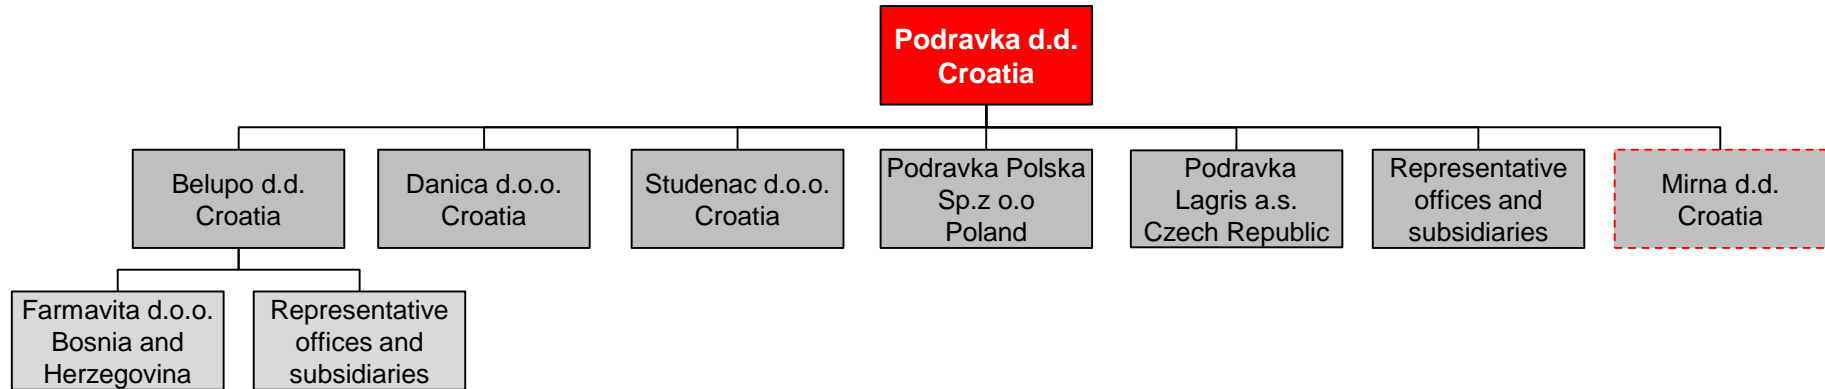 Podravka d.d.
Croatia
Belupo d.d.
Croatia
Danica d.o.o.
Croatia
Studenac d.o.o.
Croatia
Podravka Polska
Sp.z o.o
Poland
Podravka
Lagris a.s.
Czech Republic
Representative
offices and
subsidiaries
Mirna d.d.
Croatia
Farmavita d.o.o.
Bosnia and
Herzegovina
Representative
offices and
subsidiaries